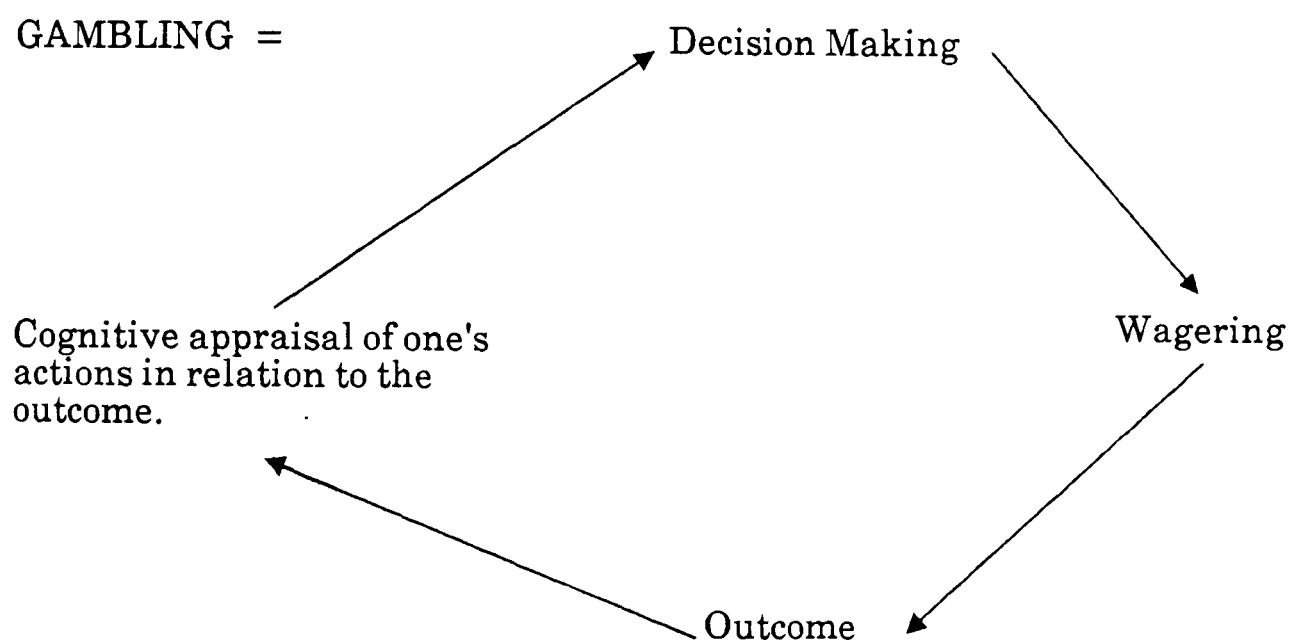 GAMBLING =
Decision Making
Wagering
Cognitive appraisal of one's
actions in relation to the
outcome.
Outcome